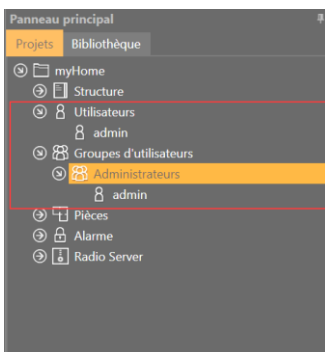 Panneau principal
Projets Bibliothèque
myHome
Structure
Utilisateurs
admin
Groupes d'utilisateurs
Administrateurs
admin
Pièces
Alarme
Radio Server